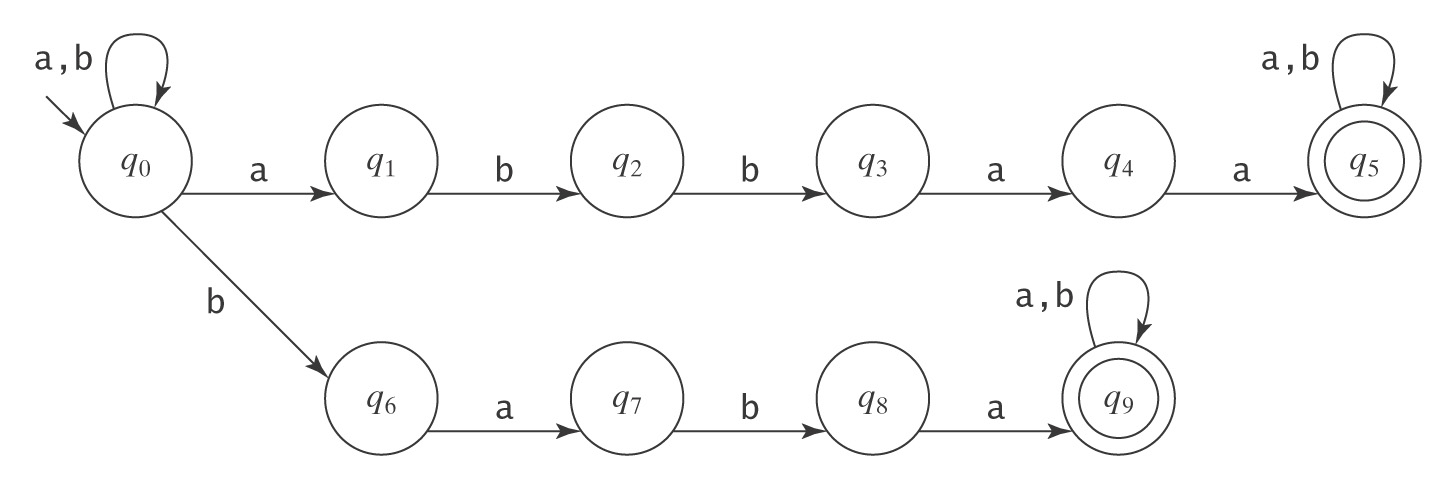 a,b a,b
q0 a q1 b q2 b q3 a q4 a q5
b a,b
q6 a q7 b q8 a q9